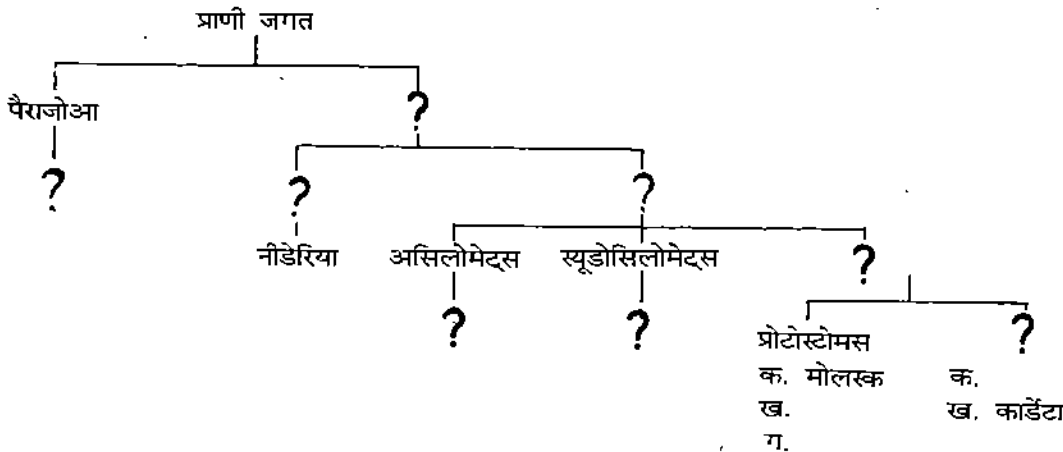 प्राणी जगत
पैराजोआ
?
?
?
?
नीडेरिया असिलोमेट्स स्यूडोसिलोमेट्स
?
?
?
प्रोटोस्टोमस
?
क. मोलस्क क.
ख. ख. कार्डेटा
ग.